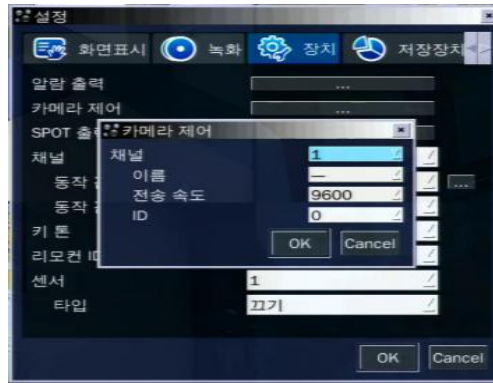 설정
화면표시 녹화 장치 저장장치
알람 출력 ...
카메라 제어 ...
SPOT
카메라 제어
채널
동작
동작
키 톤
리모컨
채널 1
이름 —
전송 속도 9600
ID 0
OK Cancel
...
센서 1
타입 끄기
OK Cancel